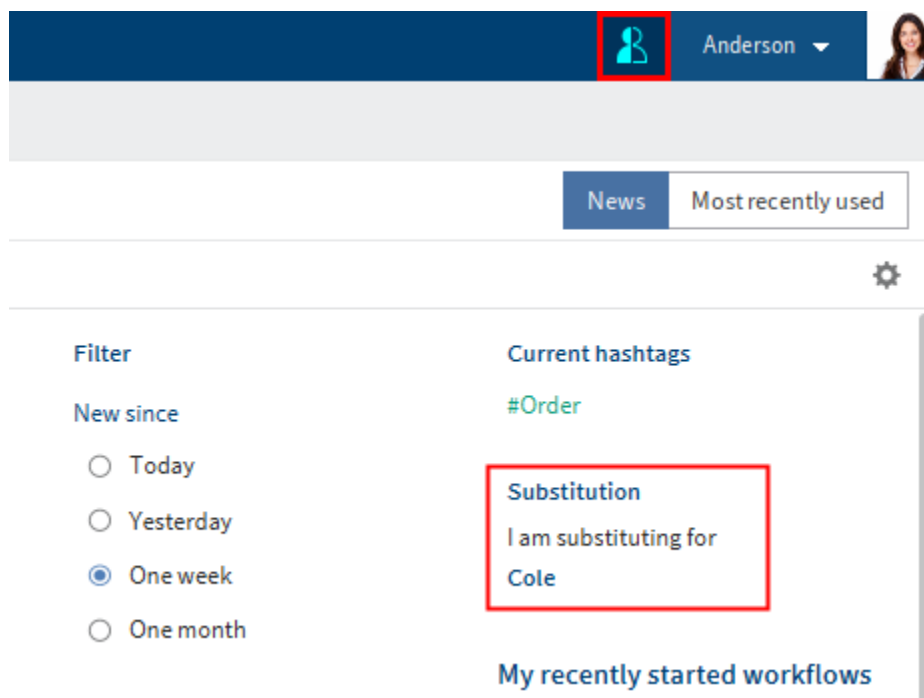 Anderson
News
Most recently used
Filter
New since
Today
Yesterday
One week
One month
Current hashtags
#Order
Substitution
I am substituting for
Cole
My recently started workflows